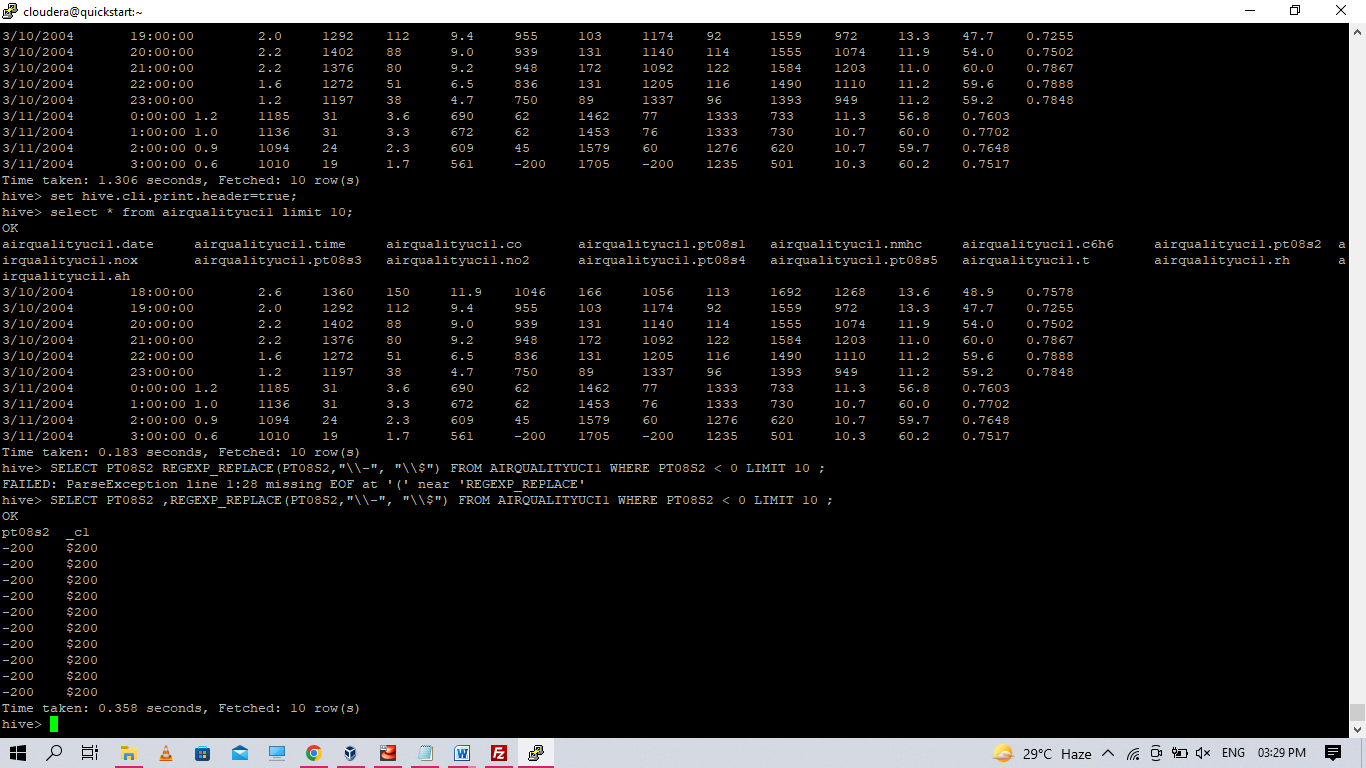 cloudera@quickstart:~
3/10/2004 19:00:00 2.0 1292 112 9.4 955 103 1174 92 1559 972 13.3 47.7 0.7255
3/10/2004 20:00:00 2.2 1402 88 9.0 939 131 1140 114 1555 1074 11.9 54.0 0.7502
3/10/2004 21:00:00 2.2 1376 80 9.2 948 172 1092 122 1584 1203 11.0 60.0 0.7867
3/10/2004 22:00:00 1.6 1272 51 6.5 836 131 1205 116 1490 1110 11.2 59.6 0.7888
3/10/2004 23:00:00 1.2 1197 38 4.7 750 89 1337 96 1393 949 11.2 59.2 0.7848
3/11/2004 0:00:00 1.2 1185 31 3.6 690 62 1462 77 1333 733 11.3 56.8 0.7603
3/11/2004 1:00:00 1.0 1136 31 3.3 672 62 1453 76 1333 730 10.7 60.0 0.7702
3/11/2004 2:00:00 0.9 1094 24 2.3 609 45 1579 60 1276 620 10.7 59.7 0.7648
3/11/2004 3:00:00 0.6 1010 19 1.7 561 -200 1705 -200 1235 501 10.3 60.2 0.7517
Time taken: 1.306 seconds, Fetched: 10 row(s)
hive> set hive.cli.print.header=true;
hive> select * from airqualityuci1 limit 10;
OK
airqualityuci1.date airqualityuci1.time airqualityuci1.co airqualityuci1.pt08s1 airqualityuci1.nmhc airqualityuci1.c6h6 airqualityuci1.pt08s2 a
irqualityuci1.nox airqualityuci1.pt08s3 airqualityuci1.no2 airqualityuci1.pt08s4 airqualityuci1.pt08s5 airqualityuci1.t airqualityuci1.rh a
irqualityuci1.ah
3/10/2004 18:00:00 2.6 1360 150 11.9 1046 166 1056 113 1692 1268 13.6 48.9 0.7578
3/10/2004 19:00:00 2.0 1292 112 9.4 955 103 1174 92 1559 972 13.3 47.7 0.7255
3/10/2004 20:00:00 2.2 1402 88 9.0 939 131 1140 114 1555 1074 11.9 54.0 0.7502
3/10/2004 21:00:00 2.2 1376 80 9.2 948 172 1092 122 1584 1203 11.0 60.0 0.7867
3/10/2004 22:00:00 1.6 1272 51 6.5 836 131 1205 116 1490 1110 11.2 59.6 0.7888
3/10/2004 23:00:00 1.2 1197 38 4.7 750 89 1337 96 1393 949 11.2 59.2 0.7848
3/11/2004 0:00:00 1.2 1185 31 3.6 690 62 1462 77 1333 733 11.3 56.8 0.7603
3/11/2004 1:00:00 1.0 1136 31 3.3 672 62 1453 76 1333 730 10.7 60.0 0.7702
3/11/2004 2:00:00 0.9 1094 24 2.3 609 45 1579 60 1276 620 10.7 59.7 0.7648
3/11/2004 3:00:00 0.6 1010 19 1.7 561 -200 1705 -200 1235 501 10.3 60.2 0.7517
Time taken: 0.183 seconds, Fetched: 10 row(s)
hive> SELECT PT08S2 REGEXP_REPLACE(PT08S2,"\\-", "\\$") FROM AIRQUALITYUCI1 WHERE PT08S2 < 0 LIMIT 10 ;
FAILED: ParseException line 1:28 missing EOF at '(' near 'REGEXP_REPLACE'
hive> SELECT PT08S2 ,REGEXP_REPLACE(PT08S2,"\\-", "\\$") FROM AIRQUALITYUCI1 WHERE PT08S2 < 0 LIMIT 10 ;
OK
pt08s2 _c1
-200 $200
-200 $200
-200 $200
-200 $200
-200 $200
-200 $200
-200 $200
-200 $200
-200 $200
-200 $200
Time taken: 0.358 seconds, Fetched: 10 row(s)
hive>
29°C Haze ENG 03:29 PM